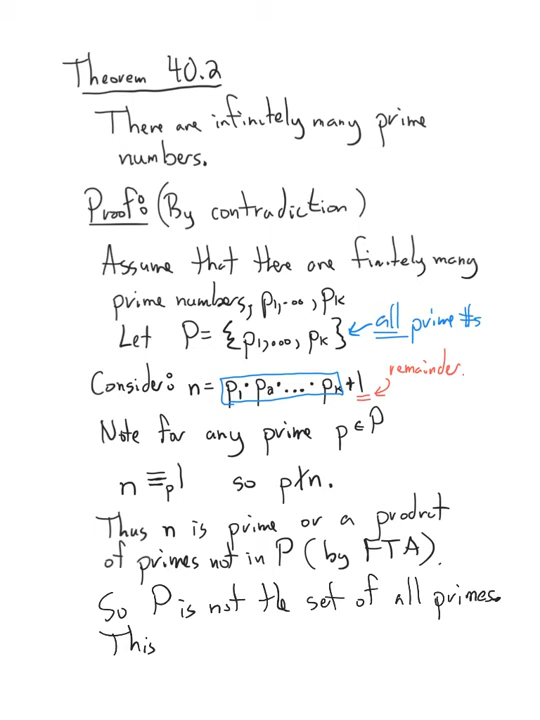 Theorem 40.2
There are infinitely many prime
numbers.
Proof: (By contradiction)
Assume that there are finitely many
prime numbers, p₁,..., pₖ
Let P = {p₁,..., pₖ} ← all prime #s
Consider: n = p₁·p₂·...·pₖ+1 ← remainder.
Note for any prime p ∈ P
n ≡ₚ 1 so p∤n.
Thus n is prime or a product
of primes not in P (by FTA).
So P is not the set of all primes.
This